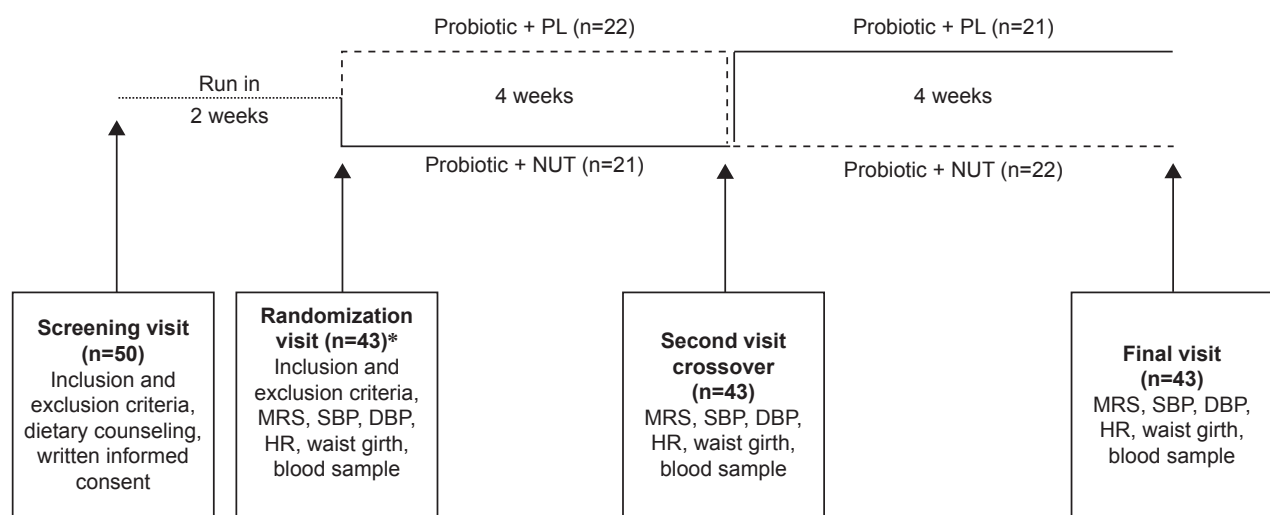 Probiotic + PL (n=22)
Probiotic + PL (n=21)
Run in
2 weeks
4 weeks
4 weeks
Probiotic + NUT (n=21)
Probiotic + NUT (n=22)
Screening visit
(n=50)
Inclusion and
exclusion criteria,
dietary counseling,
written informed
consent
Randomization
visit (n=43)*
Inclusion and
exclusion criteria,
MRS, SBP, DBP,
HR, waist girth,
blood sample
Second visit
crossover
(n=43)
MRS, SBP, DBP,
HR, waist girth,
blood sample
Final visit
(n=43)
MRS, SBP, DBP,
HR, waist girth,
blood sample